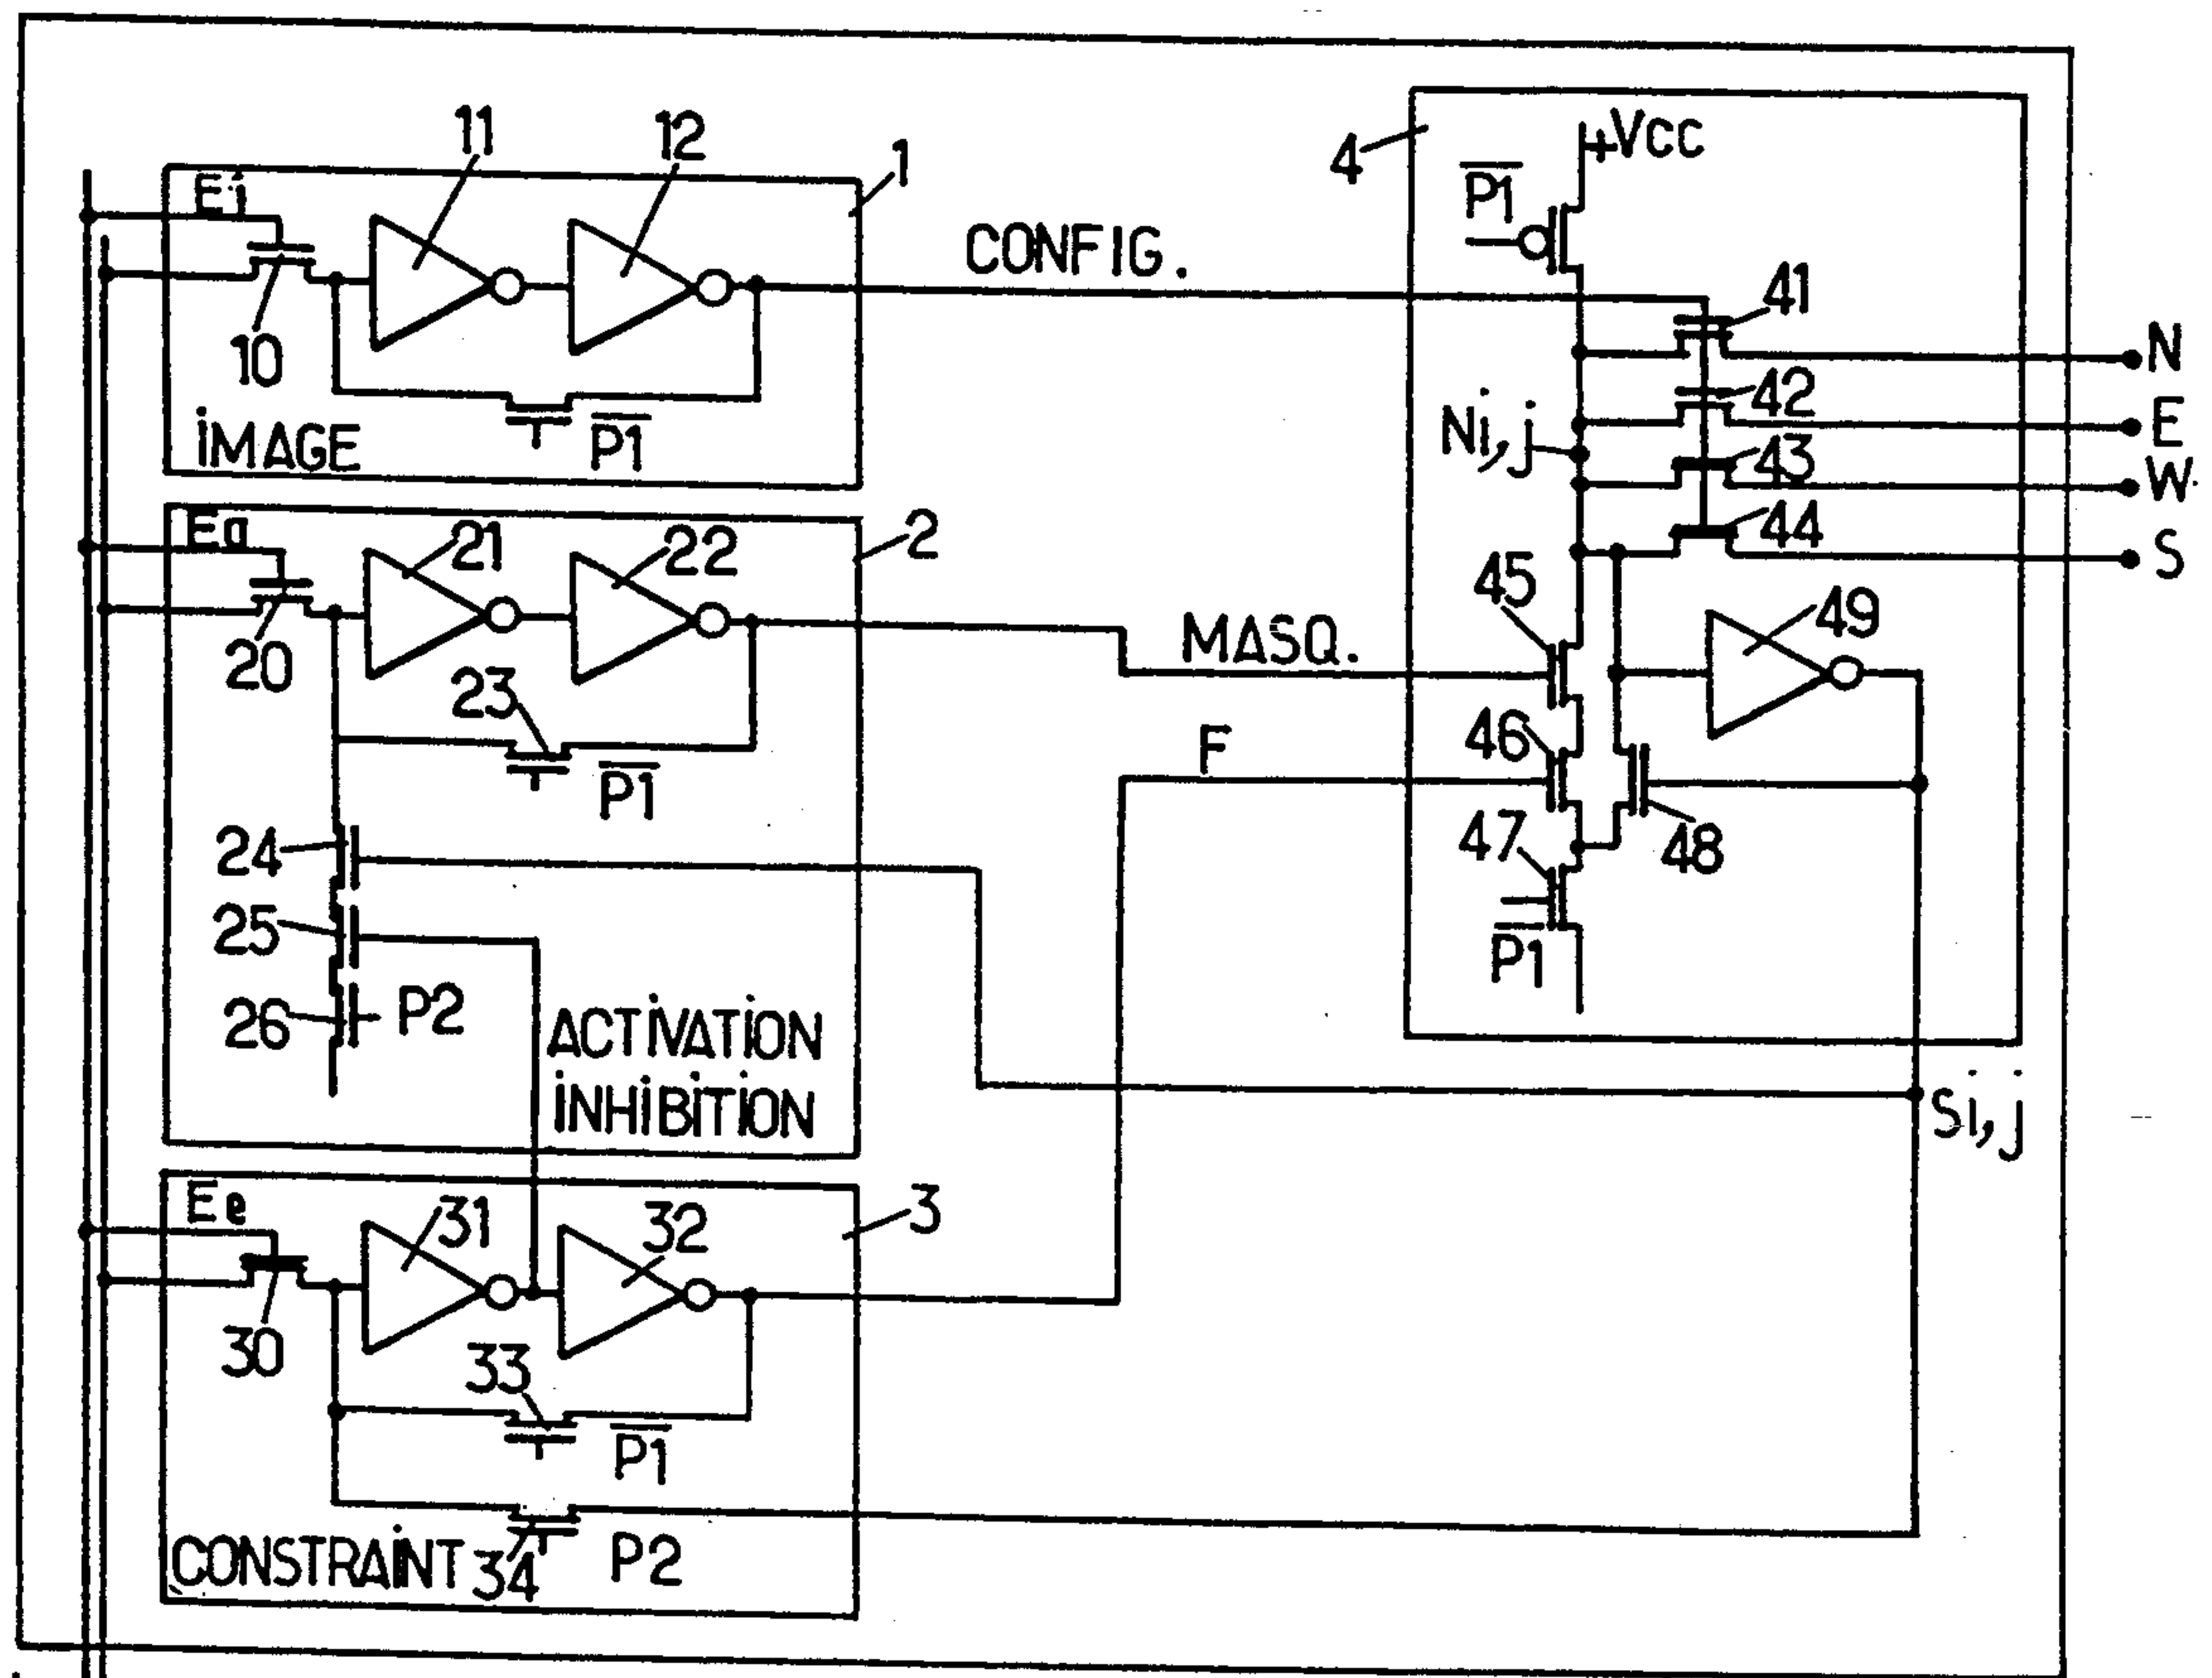 11
12
1
Ei
10
CONFIG.
P1
IMAGE
4
+Vcc
P1
41
N
42
E
Ni,j
43
W.
44
S
Ea
21
22
2
20
23
P1
MASQ.
45
49
46
F
47
48
P1
24
25
26
P2
ACTIVATION
INHIBITION
Si,j
Ee
31
32
3
30
33
P1
34
P2
CONSTRAINT